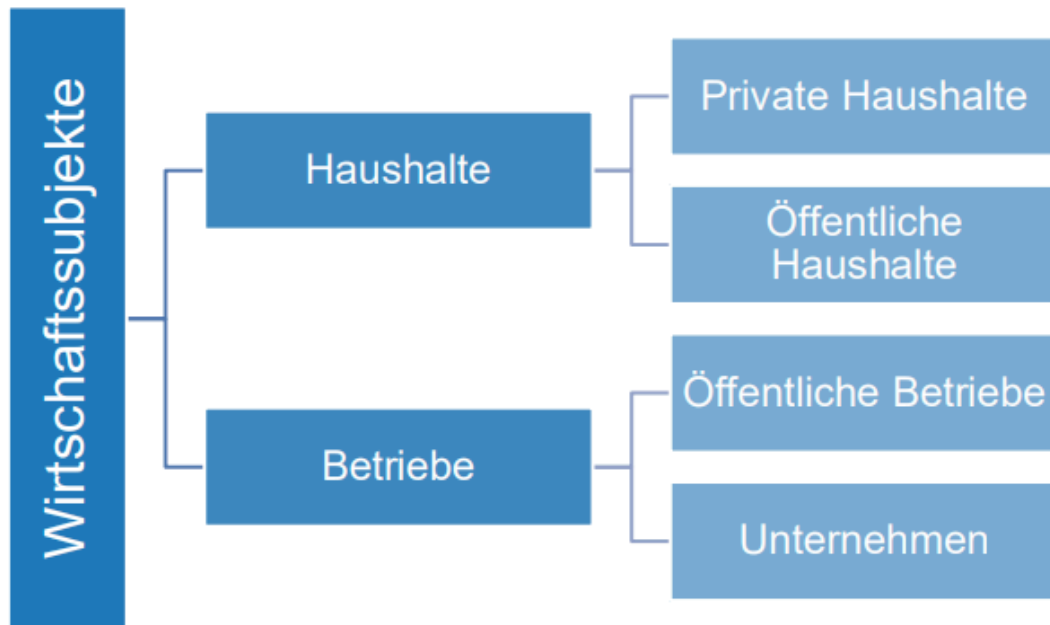 Wirtschaftssubjekte
Haushalte
Private Haushalte
Öffentliche
Haushalte
Betriebe
Öffentliche Betriebe
Unternehmen